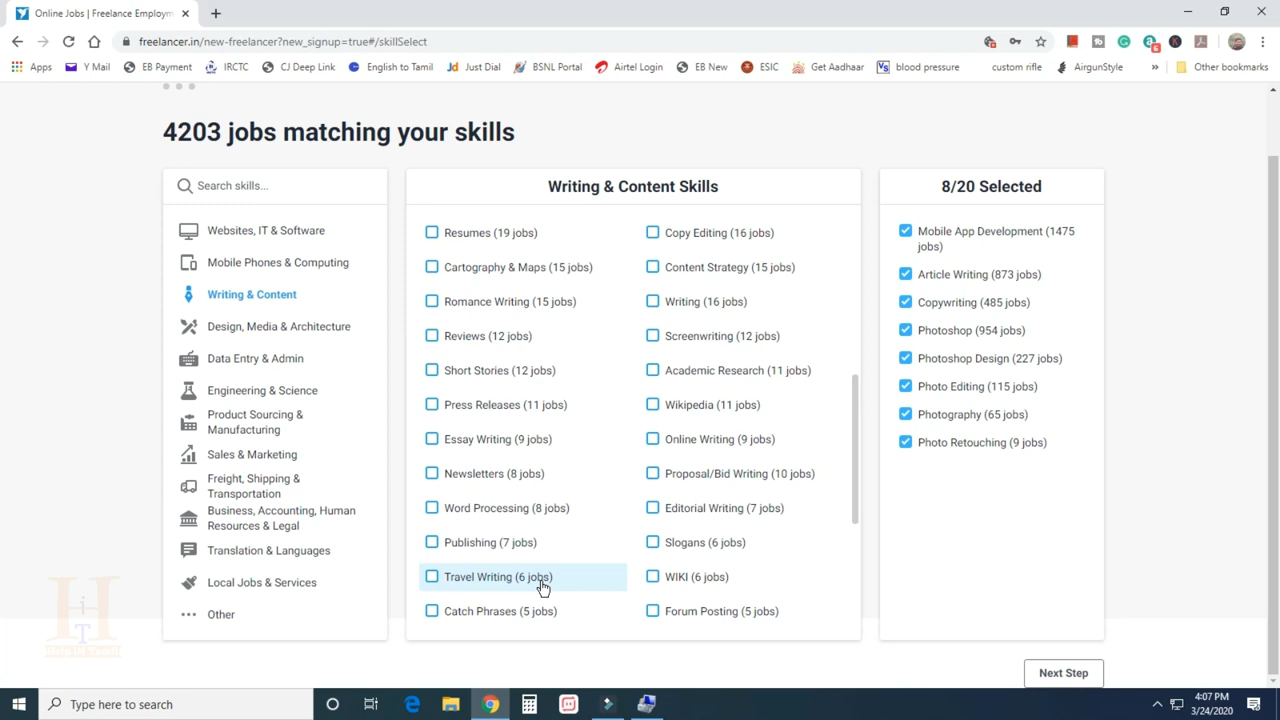 Online Jobs | Freelance Employm
freelancer.in/new-freelancer?new_signup=true#/skillSelect
Apps
Y Mail
EB Payment
IRCTC
CJ Deep Link
English to Tamil
Just Dial
BSNL Portal
Airtel Login
EB New
ESIC
Get Aadhaar
blood pressure
custom rifle
AirgunStyle
»
Other bookmarks
4203 jobs matching your skills
Search skills...
Websites, IT & Software
Mobile Phones & Computing
Writing & Content
Design, Media & Architecture
Data Entry & Admin
Engineering & Science
Product Sourcing &
Manufacturing
Sales & Marketing
Freight, Shipping &
Transportation
Business, Accounting, Human
Resources & Legal
Translation & Languages
Local Jobs & Services
Other
Writing & Content Skills
Resumes (19 jobs)
Copy Editing (16 jobs)
Cartography & Maps (15 jobs)
Content Strategy (15 jobs)
Romance Writing (15 jobs)
Writing (16 jobs)
Reviews (12 jobs)
Screenwriting (12 jobs)
Short Stories (12 jobs)
Academic Research (11 jobs)
Press Releases (11 jobs)
Wikipedia (11 jobs)
Essay Writing (9 jobs)
Online Writing (9 jobs)
Newsletters (8 jobs)
Proposal/Bid Writing (10 jobs)
Word Processing (8 jobs)
Editorial Writing (7 jobs)
Publishing (7 jobs)
Slogans (6 jobs)
Travel Writing (6 jobs)
WIKI (6 jobs)
Catch Phrases (5 jobs)
Forum Posting (5 jobs)
8/20 Selected
Mobile App Development (1475
jobs)
Article Writing (873 jobs)
Copywriting (485 jobs)
Photoshop (954 jobs)
Photoshop Design (227 jobs)
Photo Editing (115 jobs)
Photography (65 jobs)
Photo Retouching (9 jobs)
Next Step
HiT
Help IN Tamil
Type here to search
4:07 PM
3/24/2020